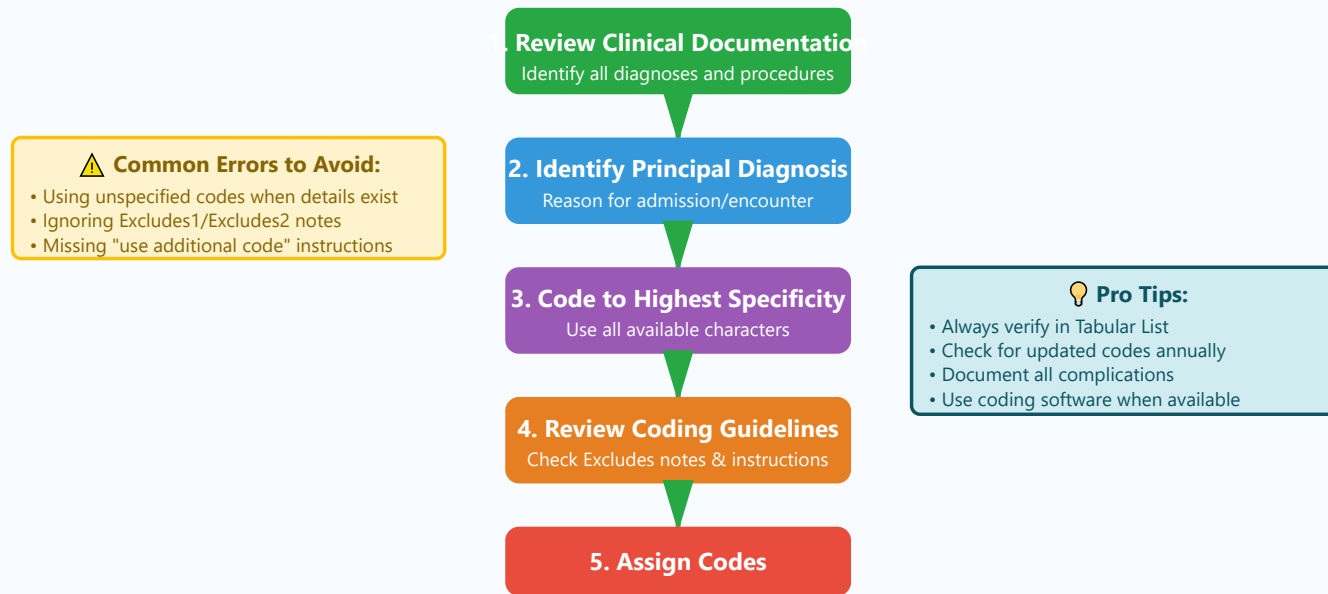 1. Review Clinical Documentation
Identify all diagnoses and procedures
⚠ Common Errors to Avoid:
• Using unspecified codes when details exist
• Ignoring Excludes1/Excludes2 notes
• Missing "use additional code" instructions
2. Identify Principal Diagnosis
Reason for admission/encounter
3. Code to Highest Specificity
Use all available characters
💡 Pro Tips:
• Always verify in Tabular List
• Check for updated codes annually
• Document all complications
• Use coding software when available
4. Review Coding Guidelines
Check Excludes notes & instructions
5. Assign Codes